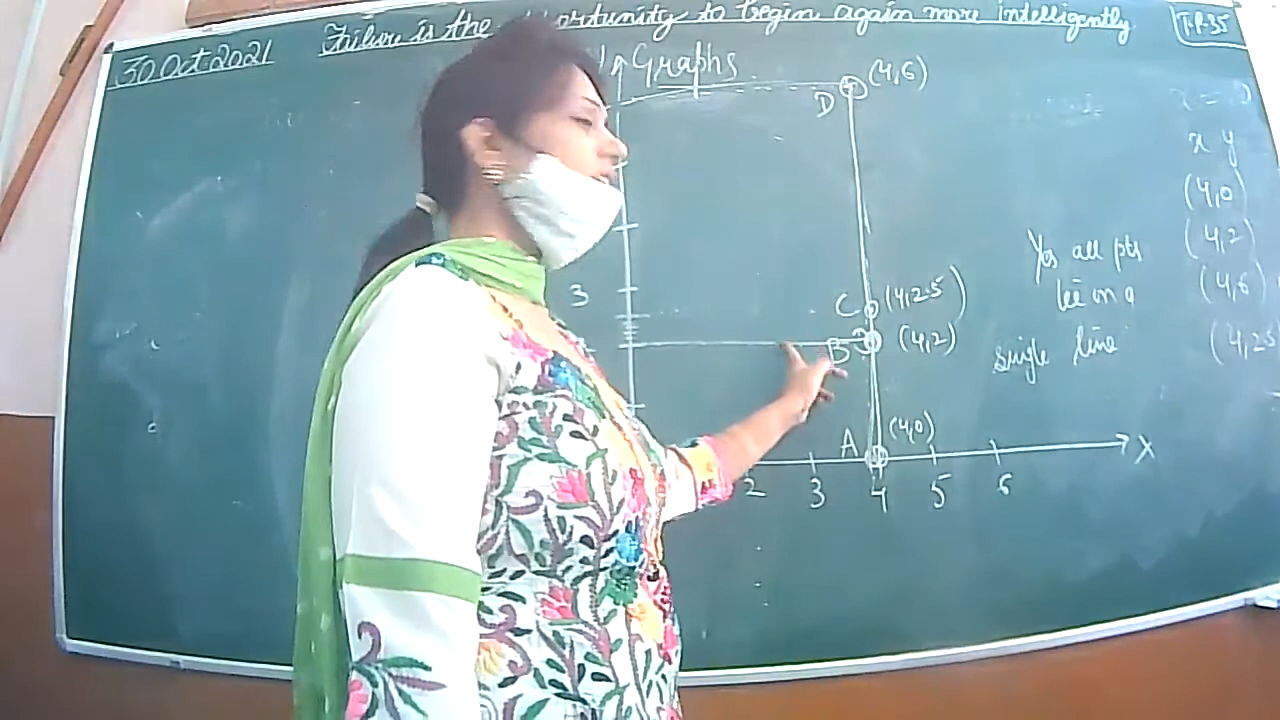 Failure is the opportunity to begin again more intelligently
T.P-35
30 Oct 2021
Graphs
D (4,6)
x y
(4,0)
(4,2)
(4,6)
(4,2.5
Yes all pts
lie on a
single line
3
C (4,2.5)
B (4,2)
A (4,0)
X
2 3 4 5 6